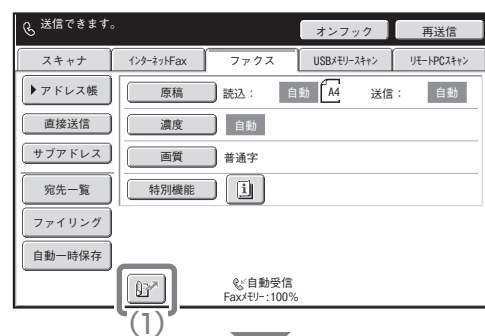 送信できます。
オンフック 再送信
スキャナ ｲﾝﾀｰﾈｯﾄFax ファクス USBﾒﾓﾘｰｽｷｬﾝ ﾘﾓｰﾄPCｽｷｬﾝ
アドレス帳 原稿 読込： 自動 A4 送信： 自動
直接送信 濃度 自動
サブアドレス 画質 普通字
宛先一覧 特別機能
ファイリング
自動一時保存
自動受信
Faxﾒﾓﾘｰ:100%
(1)